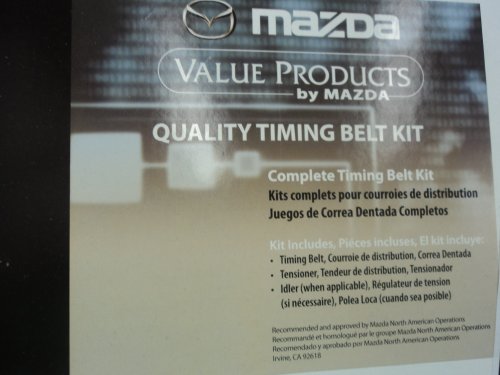 mazda
VALUE PRODUCTS
by MAZDA
QUALITY TIMING BELT KIT
Complete Timing Belt Kit
Kits complets pour courroies de distribution
Juegos de Correa Dentada Completos
Kit Includes, Piéces incluses, El kit incluye:
• Timing Belt, Courroie de distribution, Correa Dentada
• Tensioner, Tendeur de distribution, Tensionador
• Idler (when applicable), Régulateur de tension
(si nécessaire), Polea Loca (cuando sea posible)
Recommended and approved by Mazda North American Operations
Recommandé et homologué par le groupe Mazda North American Operations
Recomendado y aprobado por Mazda North American Operations
Irvine, CA 92618